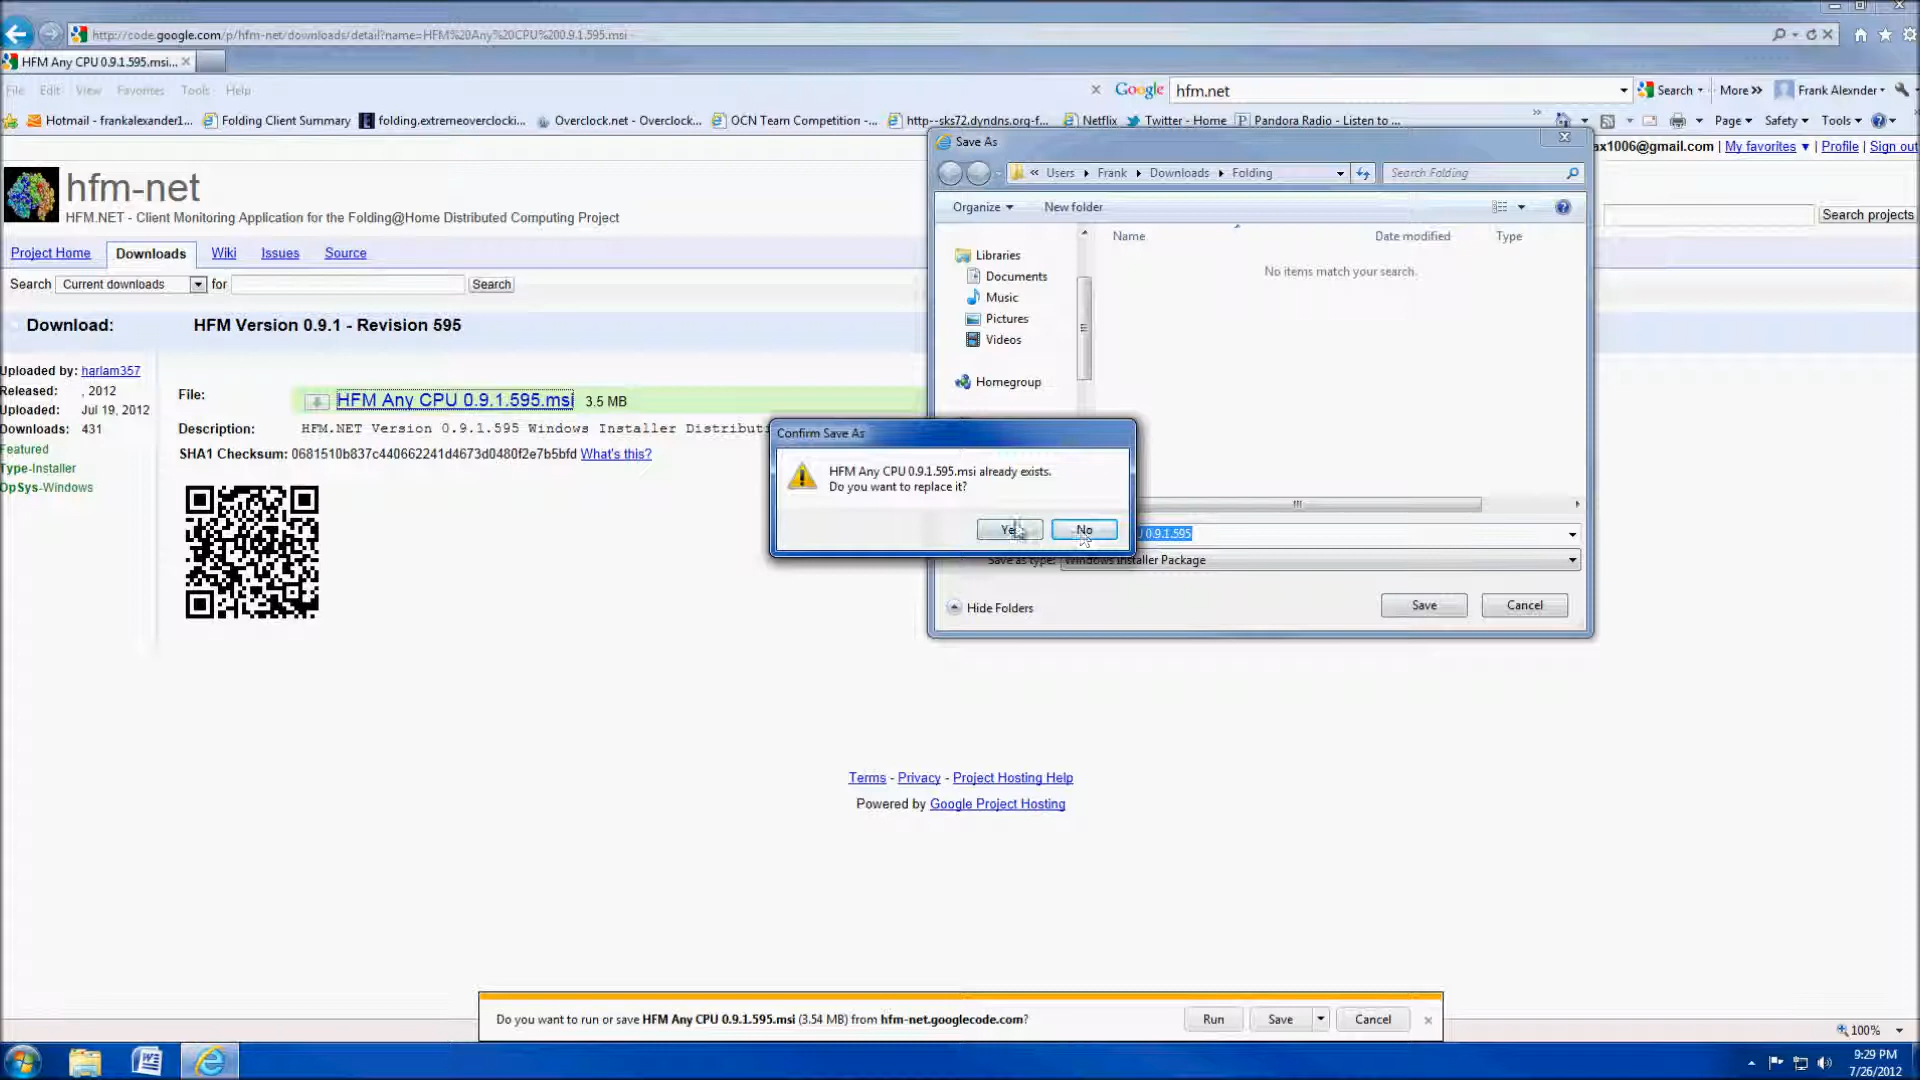 http://code.google.com/p/hfm-net/downloads/detail?name=HFM%20Any%20CPU%200.9.1.595.msi
HFM Any CPU 0.9.1.595.msi...
File Edit View Favorites Tools Help
Google hfm.net Search More Frank Alexnder
Hotmail - frankalexander1... Folding Client Summary folding.extremeoverclocki... Overclock.net - Overclock... OCN Team Competition -... http--sks72.dyndns.org-f... Netflix Twitter - Home Pandora Radio - Listen to ... Page Safety Tools
Save As
ax1006@gmail.com | My favorites ▼ | Profile | Sign out
« Users Frank Downloads Folding Search Folding
hfm-net
HFM.NET - Client Monitoring Application for the Folding@Home Distributed Computing Project
Search projects
Organize New folder
Name Date modified Type
No items match your search.
Libraries
Documents
Music
Pictures
Videos
Homegroup
Project Home Downloads Wiki Issues Source
Search Current downloads for Search
Download: HFM Version 0.9.1 - Revision 595
Uploaded by: harlam357
Released: , 2012
Uploaded: Jul 19, 2012
Downloads: 431
Featured
Type-Installer
OpSys-Windows
File: HFM Any CPU 0.9.1.595.msi 3.5 MB
Description: HFM.NET Version 0.9.1.595 Windows Installer Distributi
SHA1 Checksum: 0681510b837c440662241d4673d0480f2e7b5bfd What's this?
Confirm Save As
HFM Any CPU 0.9.1.595.msi already exists.
Do you want to replace it?
Yes No
U 0.9.1.595
Save as type: Windows Installer Package
Hide Folders Save Cancel
Terms - Privacy - Project Hosting Help
Powered by Google Project Hosting
Do you want to run or save HFM Any CPU 0.9.1.595.msi (3.54 MB) from hfm-net.googlecode.com?
Run Save Cancel
100%
9:29 PM
7/26/2012